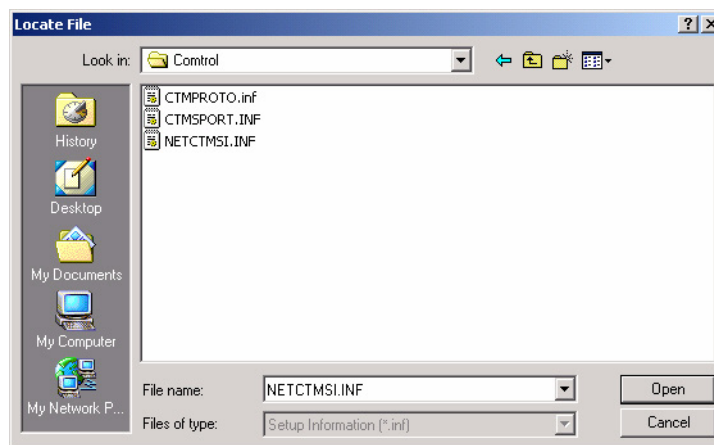 Locate File
Look in: Comtrol
CTMPROTO.inf
CTMSPORT.INF
NETCTMSI.INF
History
Desktop
My Documents
My Computer
My Network P...
File name: NETCTMSI.INF Open
Files of type: Setup Information (*.inf) Cancel